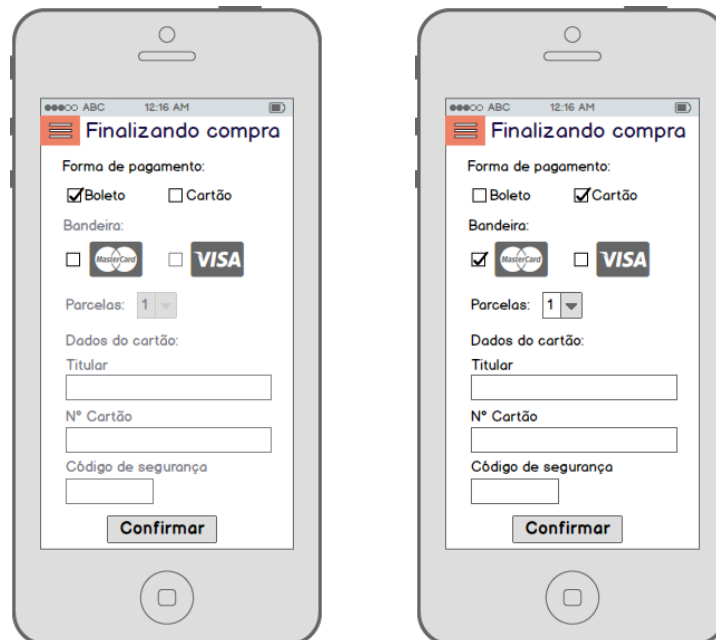 ABC 12:16 AM
Finalizando compra
Forma de pagamento:
Boleto Cartão
Bandeira:
MasterCard VISA
Parcelas: 1
Dados do cartão:
Titular
N° Cartão
Código de segurança
Confirmar
ABC 12:16 AM
Finalizando compra
Forma de pagamento:
Boleto Cartão
Bandeira:
MasterCard VISA
Parcelas: 1
Dados do cartão:
Titular
N° Cartão
Código de segurança
Confirmar